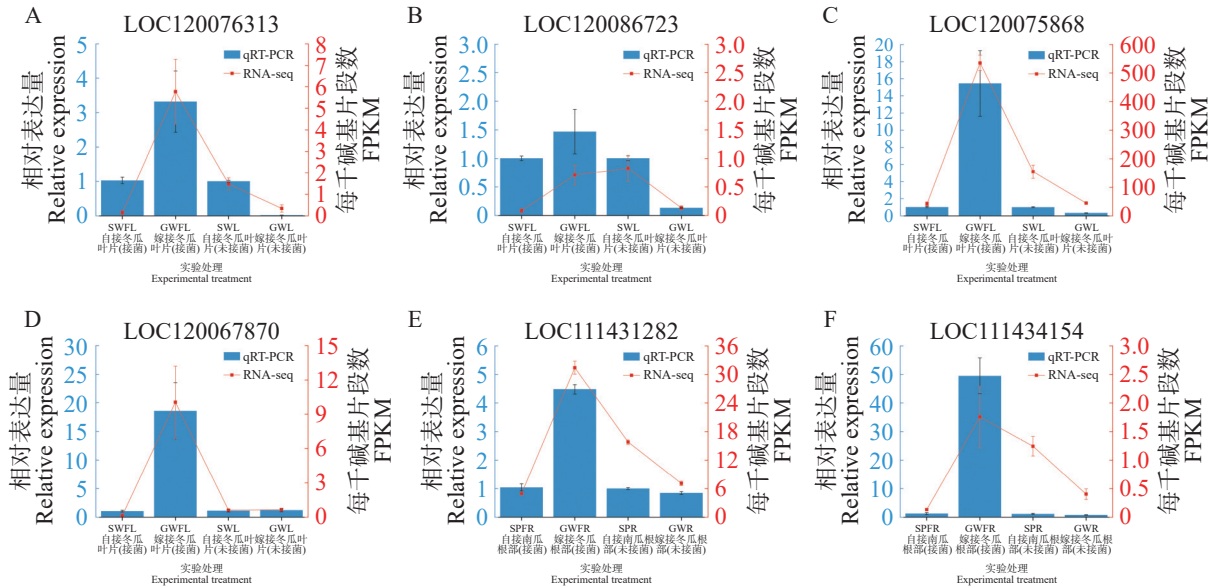 A
LOC120076313
相对表达量
Relative expression
5
4
3
2
1
0
qRT-PCR
RNA-seq
8
7
6
5
4
3
2
1
0
每千碱基片段数
FPKM
SWFL GWFL SWL GWL
自接冬瓜 嫁接冬瓜 自接冬瓜叶 嫁接冬瓜叶
叶片(接菌) 叶片(接菌) 片(未接菌) 片(未接菌)
实验处理
Experimental treatment
B
LOC120086723
相对表达量
Relative expression
3.0
2.5
2.0
1.5
1.0
0.5
0
qRT-PCR
RNA-seq
3.0
2.5
2.0
1.5
1.0
0.5
0
每千碱基片段数
FPKM
SWFL GWFL SWL GWL
自接冬瓜 嫁接冬瓜 自接冬瓜叶 嫁接冬瓜叶
叶片(接菌) 叶片(接菌) 片(未接菌) 片(未接菌)
实验处理
Experimental treatment
C
LOC120075868
相对表达量
Relative expression
20
18
16
14
12
10
8
6
4
2
0
qRT-PCR
RNA-seq
600
500
400
300
200
100
0
每千碱基片段数
FPKM
SWFL GWFL SWL GWL
自接冬瓜 嫁接冬瓜 自接冬瓜叶 嫁接冬瓜叶
叶片(接菌) 叶片(接菌) 片(未接菌) 片(未接菌)
实验处理
Experimental treatment
D
LOC120067870
相对表达量
Relative expression
30
25
20
15
10
5
0
qRT-PCR
RNA-seq
15
12
9
6
3
0
每千碱基片段数
FPKM
SWFL GWFL SWL GWL
自接冬瓜 嫁接冬瓜 自接冬瓜叶 嫁接冬瓜叶
叶片(接菌) 叶片(接菌) 片(未接菌) 片(未接菌)
实验处理
Experimental treatment
E
LOC111431282
相对表达量
Relative expression
6
5
4
3
2
1
0
qRT-PCR
RNA-seq
36
30
24
18
12
6
0
每千碱基片段数
FPKM
SPFR GWFR SPR GWR
自接南瓜 嫁接冬瓜 自接南瓜根 嫁接冬瓜根
根部(接菌) 根部(接菌) 部(未接菌) 部(未接菌)
实验处理
Experimental treatment
F
LOC111434154
相对表达量
Relative expression
60
50
40
30
20
10
0
qRT-PCR
RNA-seq
3.0
2.5
2.0
1.5
1.0
0.5
0
每千碱基片段数
FPKM
SPFR GWFR SPR GWR
自接南瓜 嫁接冬瓜 自接南瓜根 嫁接冬瓜根
根部(接菌) 根部(接菌) 部(未接菌) 部(未接菌)
实验处理
Experimental treatment